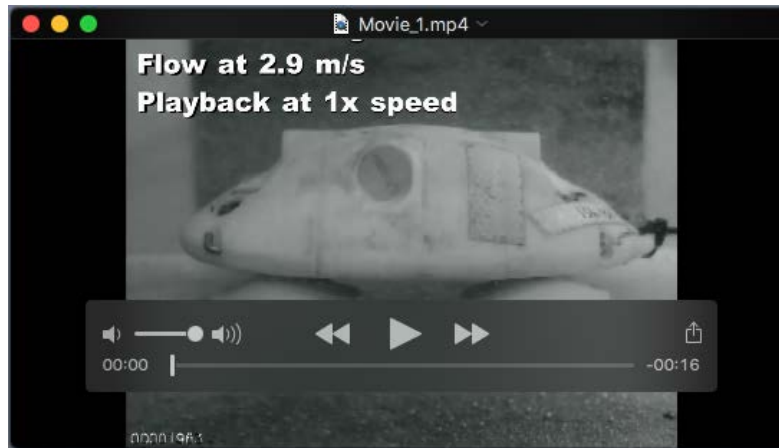 Movie_1.mp4
Flow at 2.9 m/s
Playback at 1x speed
00:00
-00:16